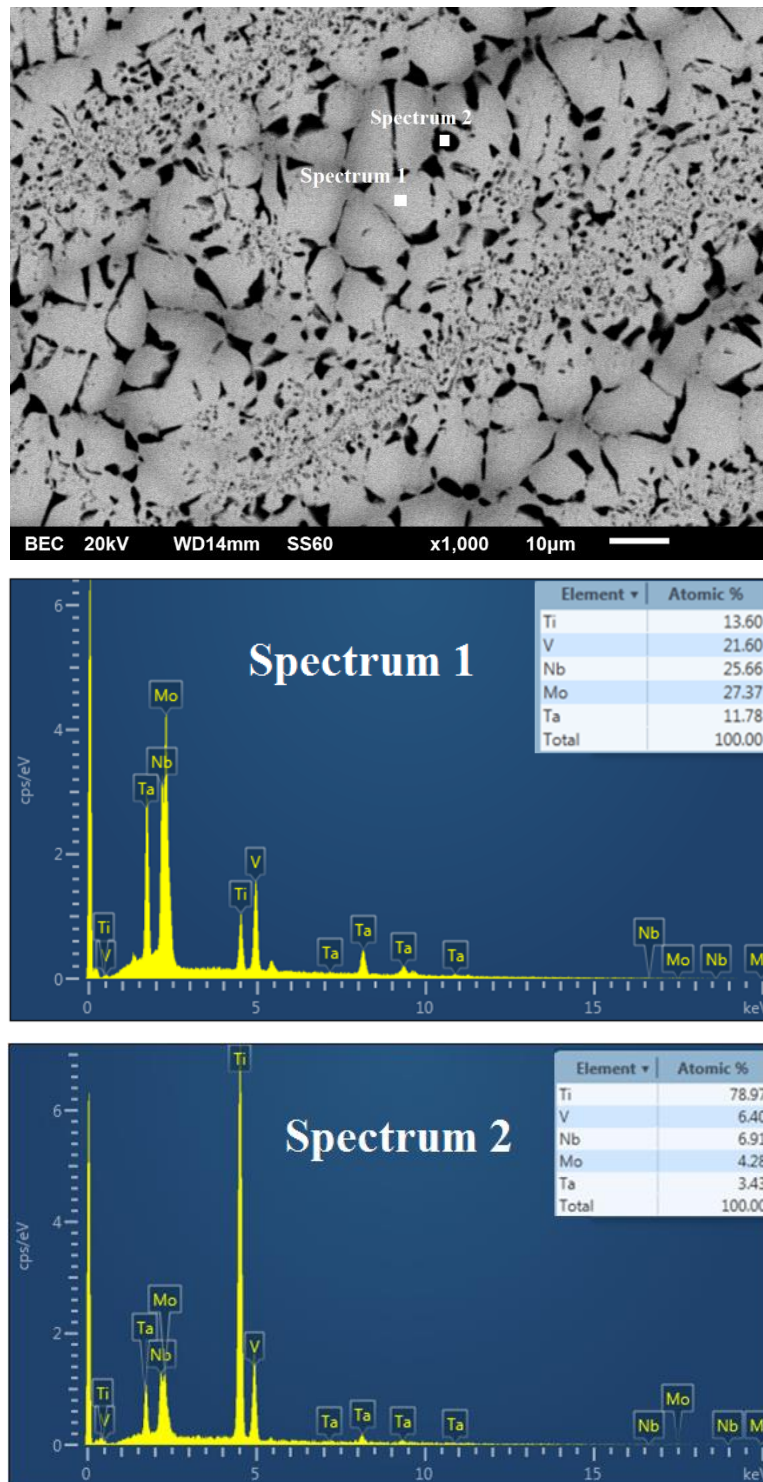 Spectrum 2
Spectrum 1
BEC 20kV WD14mm SS60 x1,000 10µm
Element ▾ Atomic %
Ti 13.60
V 21.60
Nb 25.66
Mo 27.37
Ta 11.78
Total 100.00
Spectrum 1
6
4
2
0
cps/eV
Mo
Nb
Ta
V
Ti
Ti
V
Ta
Ta
Ta
Ta
Nb
Mo
Nb
M
0 5 10 15 keV
Element ▾ Atomic %
Ti 78.97
V 6.40
Nb 6.91
Mo 4.28
Ta 3.43
Total 100.00
Spectrum 2
6
4
2
0
cps/eV
Ti
Mo
Ta
Nb
V
Ti
V
Ta
Ta
Ta
Ta
Mo
Nb
Nb
M
0 5 10 15 ke